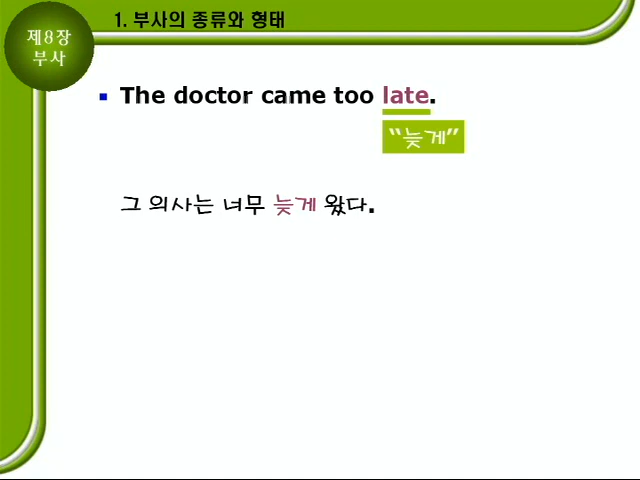 제8장
부사
1. 부사의 종류와 형태
The doctor came too late.
“늦게”
그 의사는 너무 늦게 왔다.